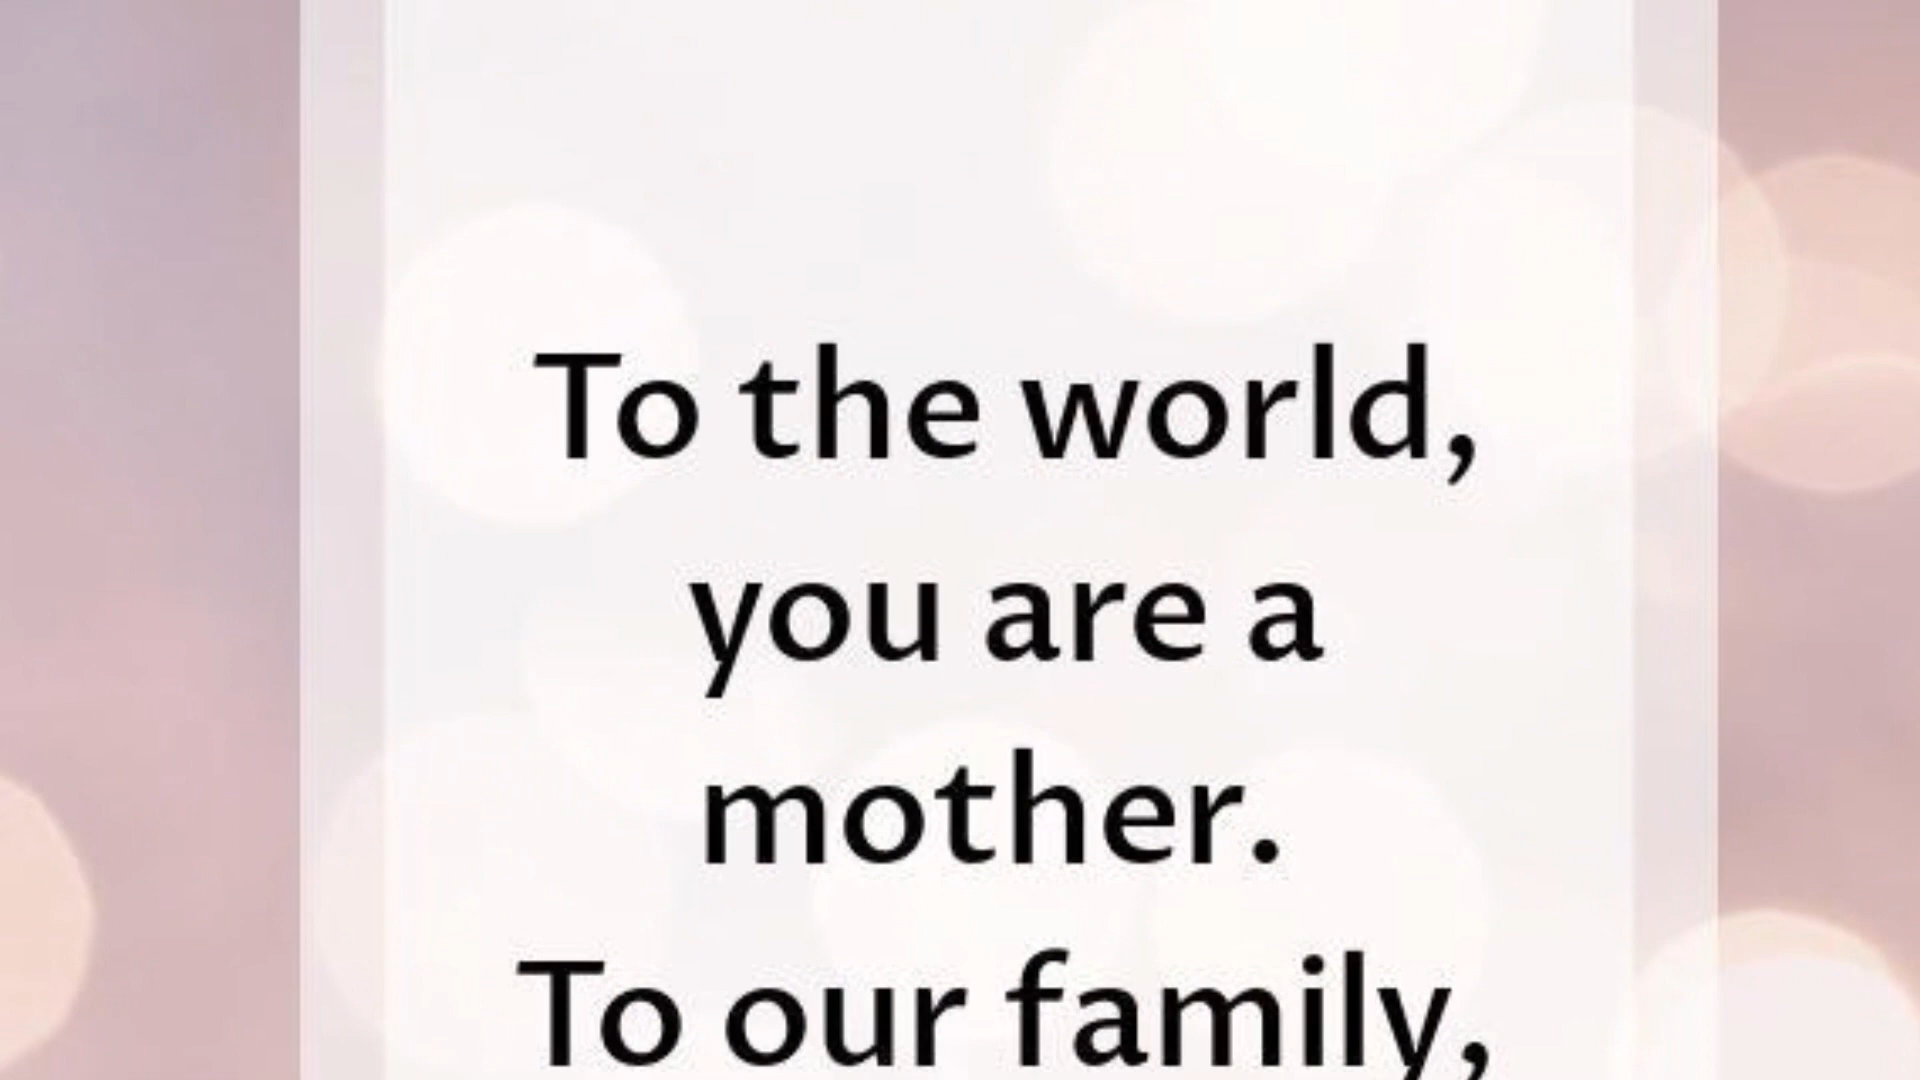 To the world,
you are a
mother.
To our family,